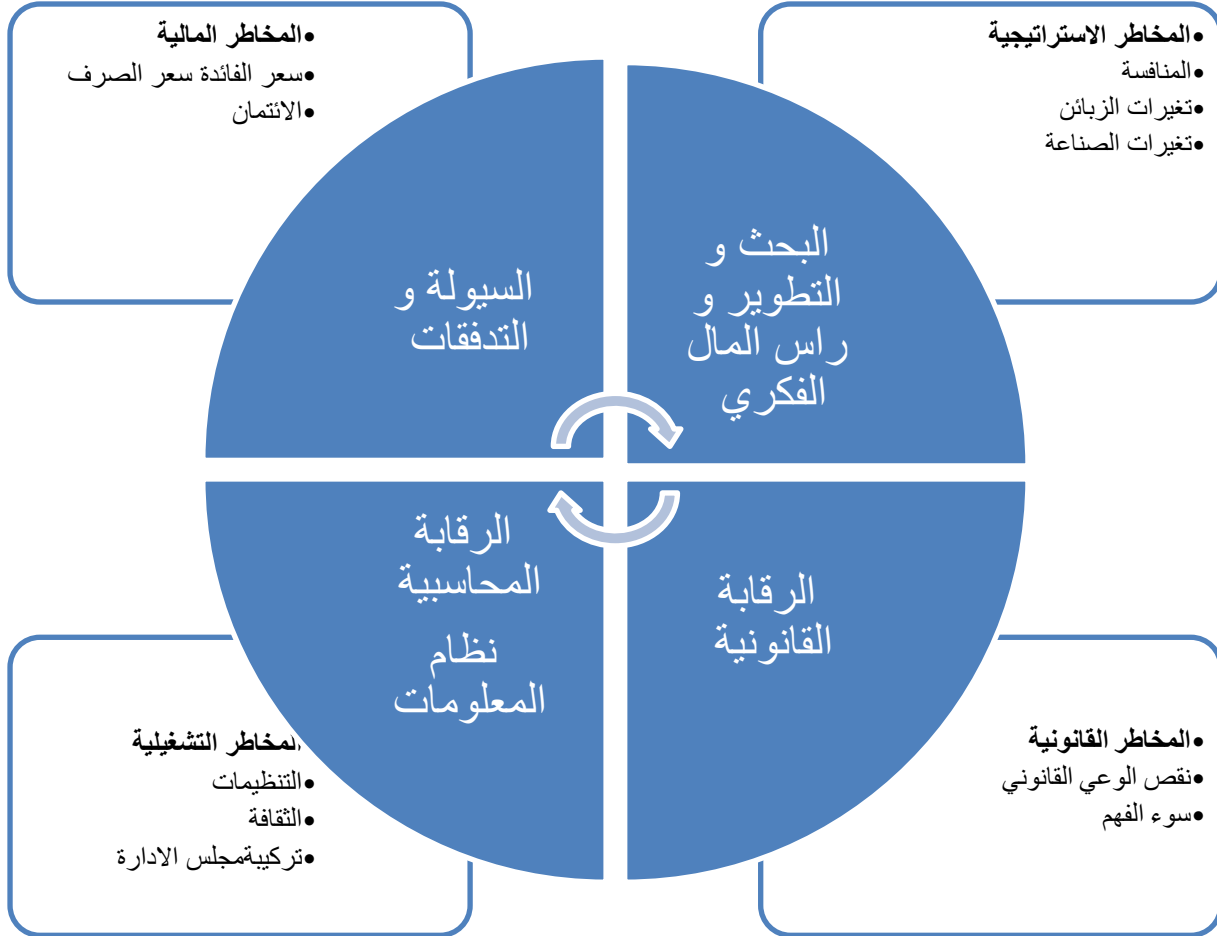 •المخاطر الاستراتيجية
•المنافسة
•تغيرات الزبائن
•تغيرات الصناعة
•المخاطر المالية
•سعر الفائدة سعر الصرف
•الائتمان
البحث و
التطوير و
راس المال
الفكري
السيولة و
التدفقات
الرقابة
القانونية
الرقابة
المحاسبية
نظام
المعلومات
•المخاطر القانونية
•نقص الوعي القانوني
•سوء الفهم
المخاطر التشغيلية
•التنظيمات
•الثقافة
•تركيبةمجلس الادارة